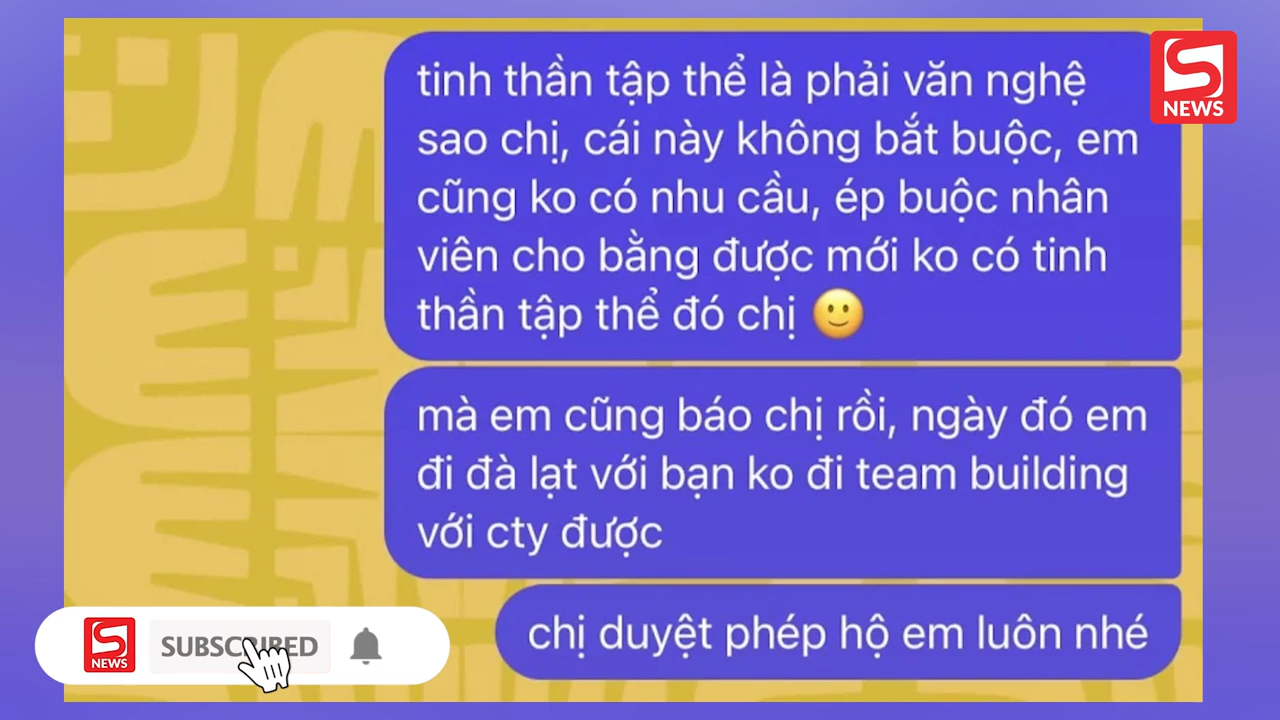 tinh thần tập thể là phải văn nghệ
sao chị, cái này không bắt buộc, em
cũng ko có nhu cầu, ép buộc nhân
viên cho bằng được mới ko có tinh
thần tập thể đó chị
mà em cũng báo chị rồi, ngày đó em
đi đà lạt với bạn ko đi team building
với cty được
chị duyệt phép hộ em luôn nhé
S NEWS
S NEWS
SUBSCRIBED